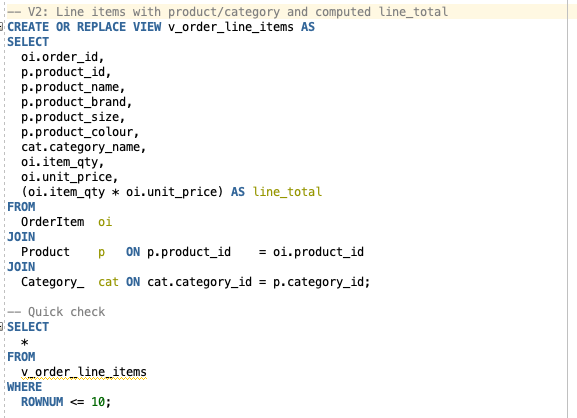 -- V2: Line items with product/category and computed line_total
CREATE OR REPLACE VIEW v_order_line_items AS
SELECT
  oi.order_id,
  p.product_id,
  p.product_name,
  p.product_brand,
  p.product_size,
  p.product_colour,
  cat.category_name,
  oi.item_qty,
  oi.unit_price,
  (oi.item_qty * oi.unit_price) AS line_total
FROM
  OrderItem  oi
JOIN
  Product    p   ON p.product_id    = oi.product_id
JOIN
  Category_  cat ON cat.category_id = p.category_id;
-- Quick check
SELECT
  *
FROM
  v_order_line_items
WHERE
  ROWNUM <= 10;